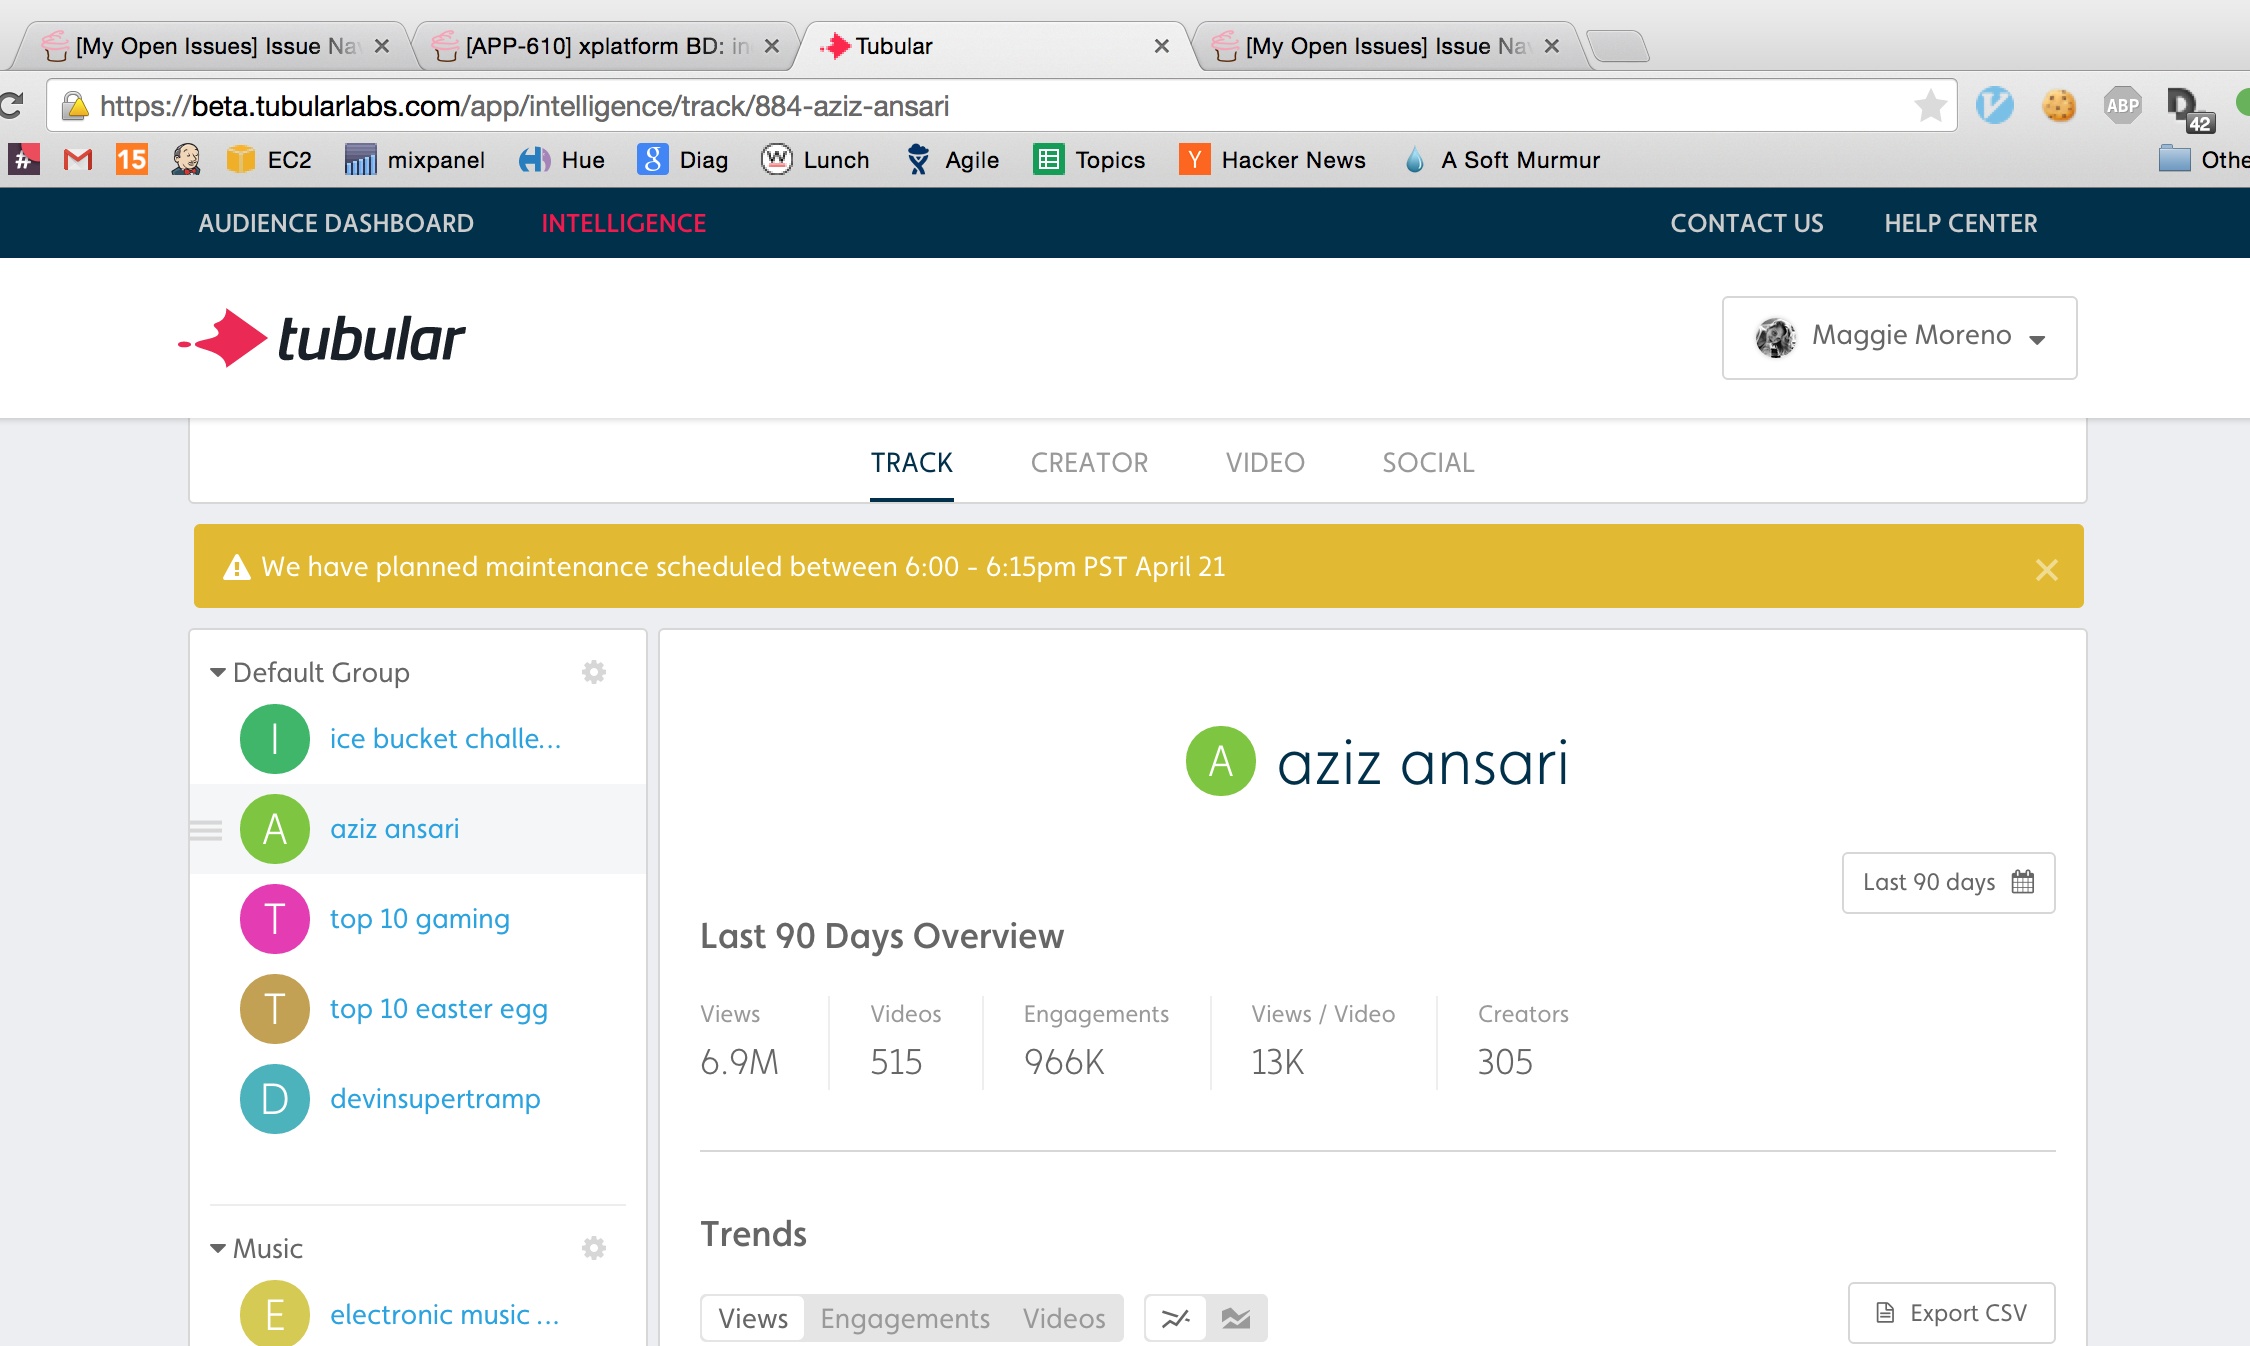 [My Open Issues] Issue Na
[APP-610] xplatform BD: in
Tubular
[My Open Issues] Issue Na
https://beta.tubularlabs.com/app/intelligence/track/884-aziz-ansari
ABP
42
15
EC2
mixpanel
Hue
Diag
Lunch
Agile
Topics
Hacker News
A Soft Murmur
Othe
AUDIENCE DASHBOARD
INTELLIGENCE
CONTACT US
HELP CENTER
tubular
Maggie Moreno
TRACK
CREATOR
VIDEO
SOCIAL
We have planned maintenance scheduled between 6:00 - 6:15pm PST April 21
Default Group
I
ice bucket challe...
A
aziz ansari
T
top 10 gaming
T
top 10 easter egg
D
devinsupertramp
Music
E
electronic music ...
A
aziz ansari
Last 90 days
Last 90 Days Overview
Views
6.9M
Videos
515
Engagements
966K
Views / Video
13K
Creators
305
Trends
Views
Engagements
Videos
Export CSV